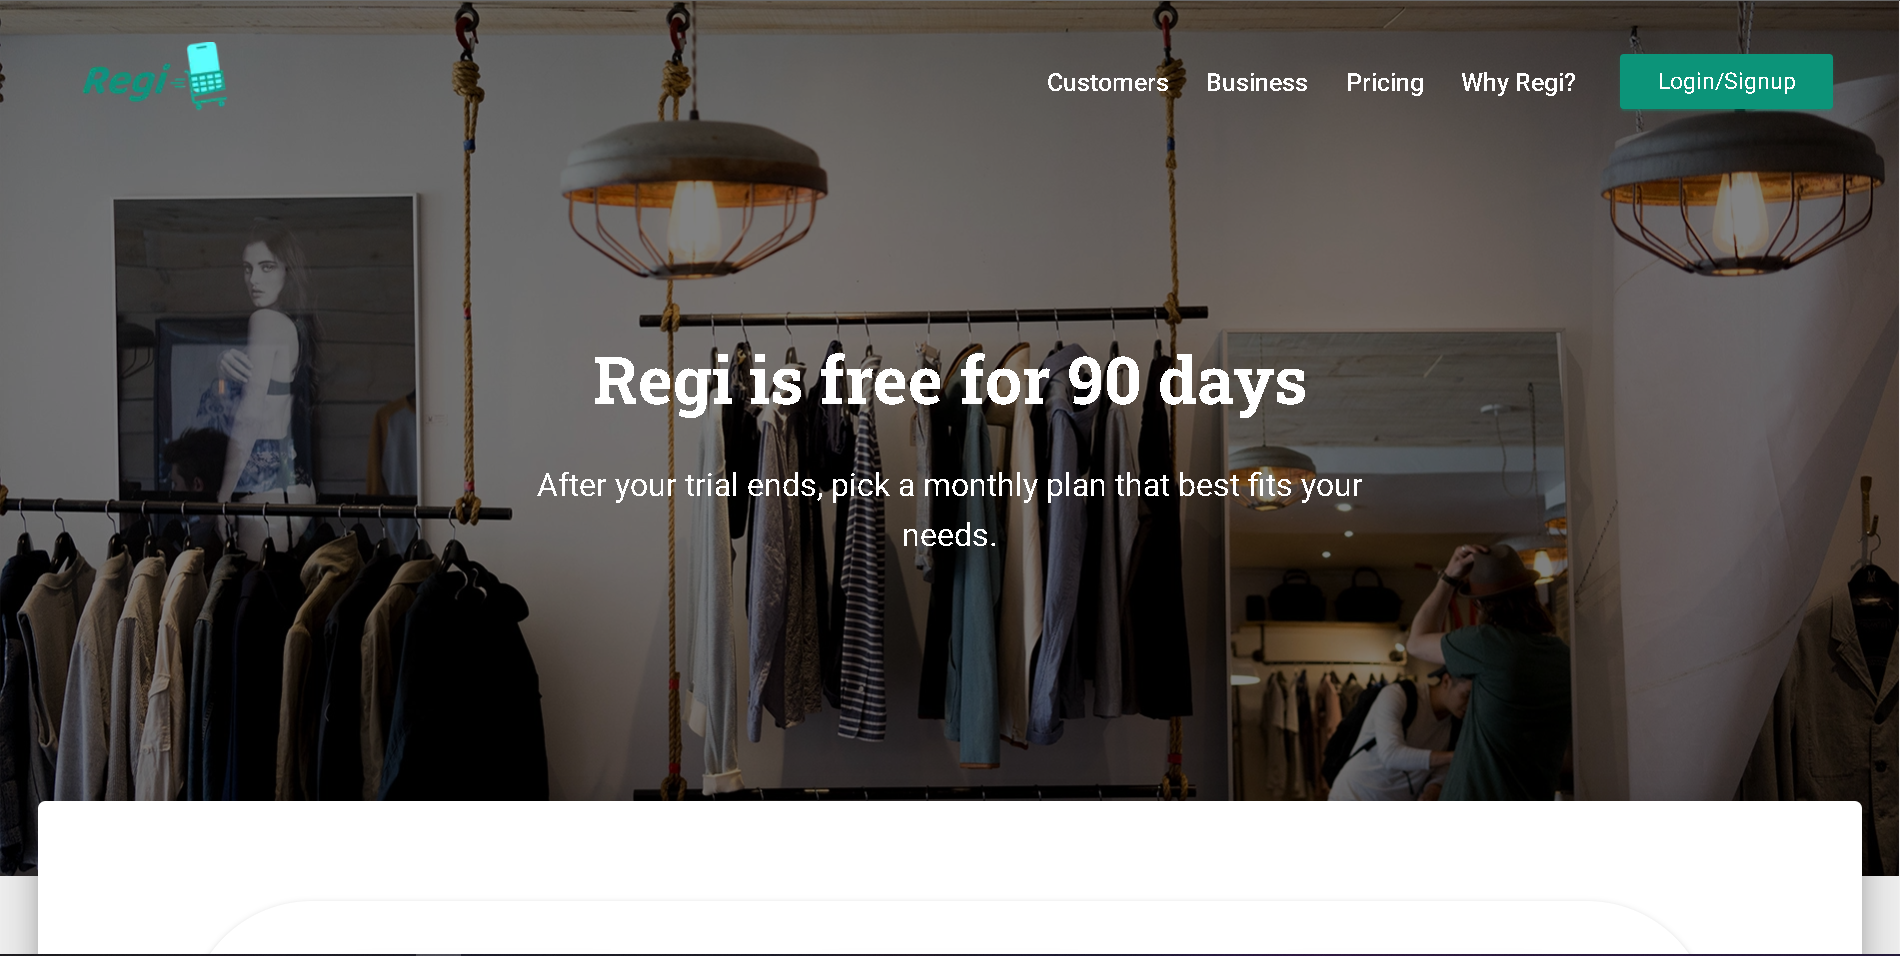 Regi
Customers Business Pricing Why Regi? Login/Signup
Regi is free for 90 days
After your trial ends, pick a monthly plan that best fits your
needs.